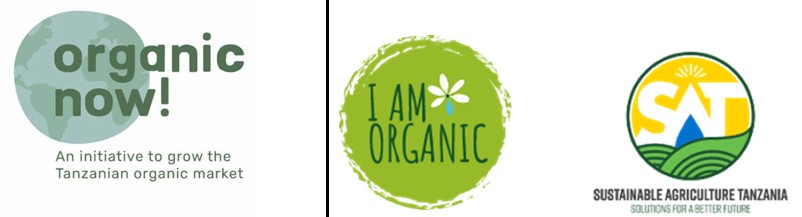 organic
now!
An initiative to grow the
Tanzanian organic market
I AM
ORGANIC
SAT
SUSTAINABLE AGRICULTURE TANZANIA
SOLUTIONS FOR A BETTER FUTURE